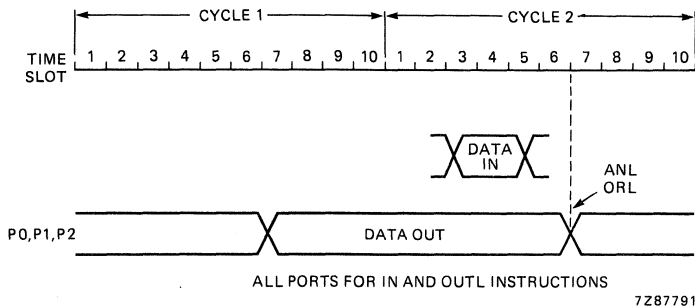 CYCLE 1 CYCLE 2
TIME SLOT 1 2 3 4 5 6 7 8 9 10 1 2 3 4 5 6 7 8 9 10
DATA IN
ANL
ORL
P0,P1,P2 DATA OUT
ALL PORTS FOR IN AND OUTL INSTRUCTIONS
7Z87791